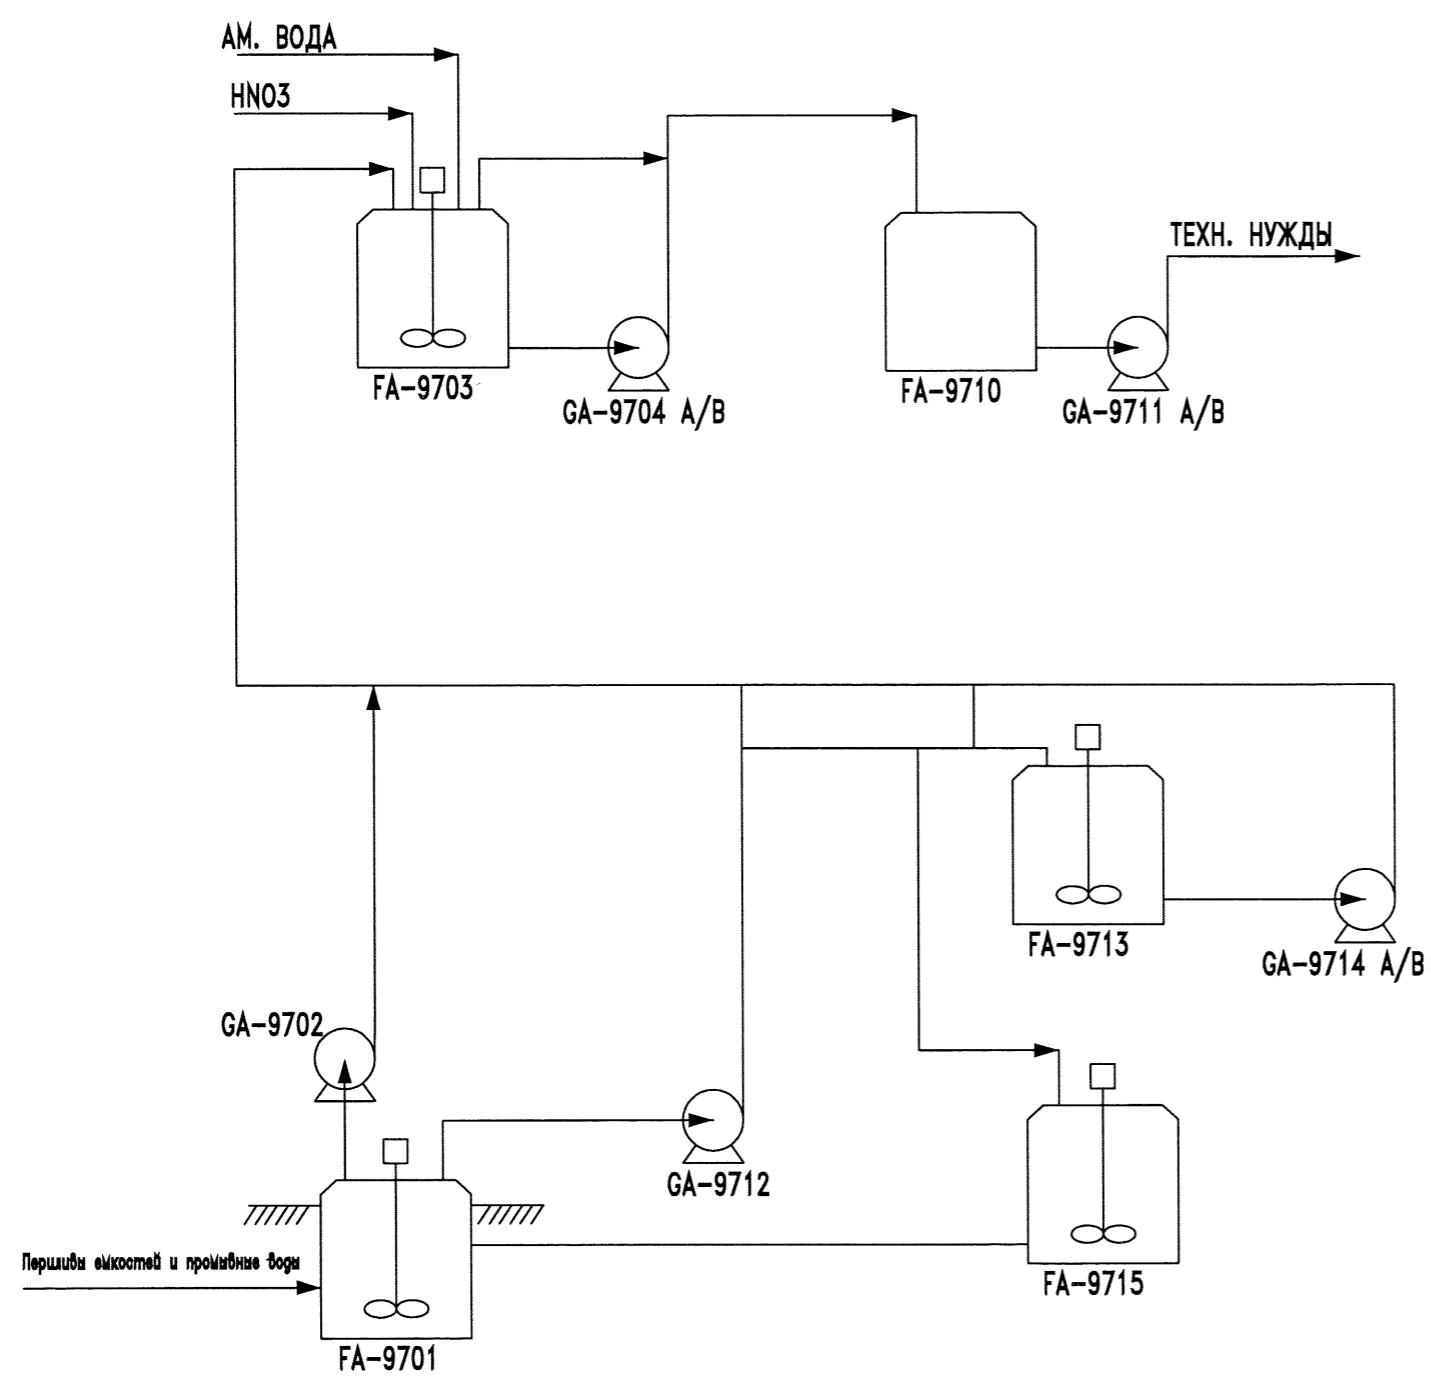 АМ. ВОДА
HNO3
ТЕХН. НУЖДЫ
FA-9703
GA-9704 A/B
FA-9710
GA-9711 A/B
FA-9713
GA-9714 A/B
GA-9702
GA-9712
Першивы емкостей и промывные воды
FA-9715
FA-9701